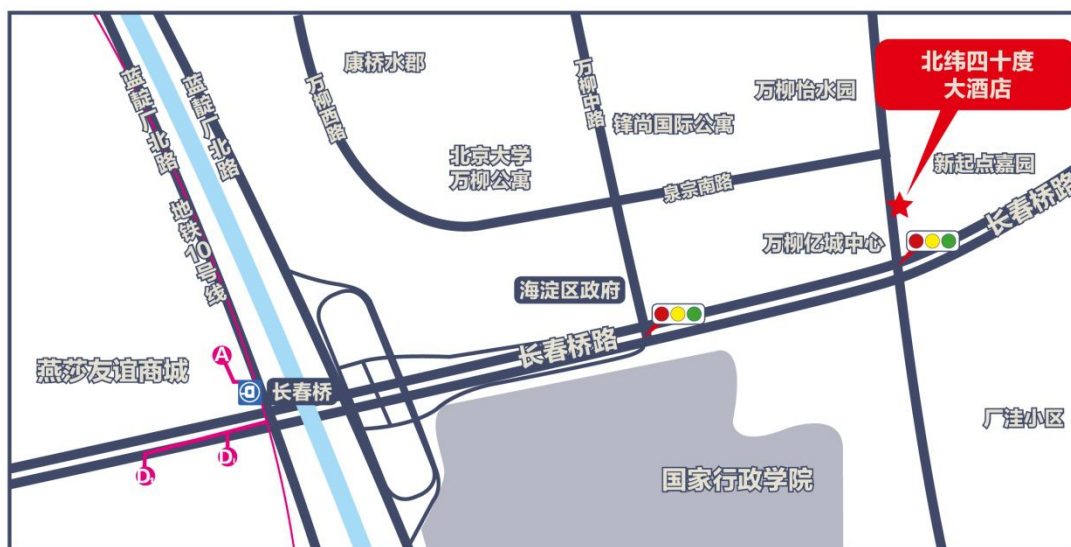 北纬四十度
大酒店
康桥水郡
万柳西路
万柳中路
万柳怡水园
锋尚国际公寓
蓝靛厂北路
蓝靛厂北路
北京大学
万柳公寓
新起点嘉园
泉宗南路
长春桥路
地铁10号线
万柳亿城中心
海淀区政府
长春桥路
燕莎友谊商城
A
长春桥
厂洼小区
D
D
国家行政学院